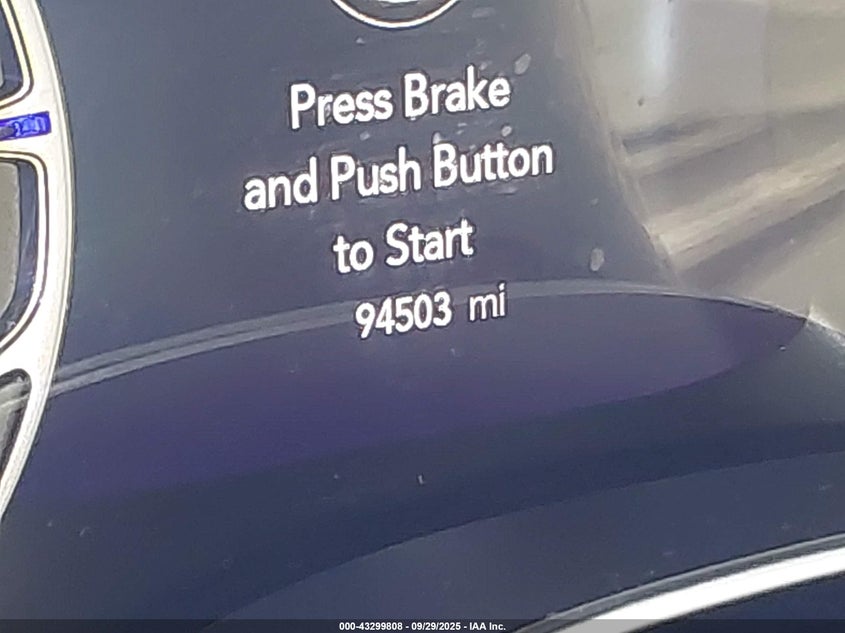 Press Brake
and Push Button
to Start
94503 mi
000-43299808 - 09/29/2025 - IAA Inc.